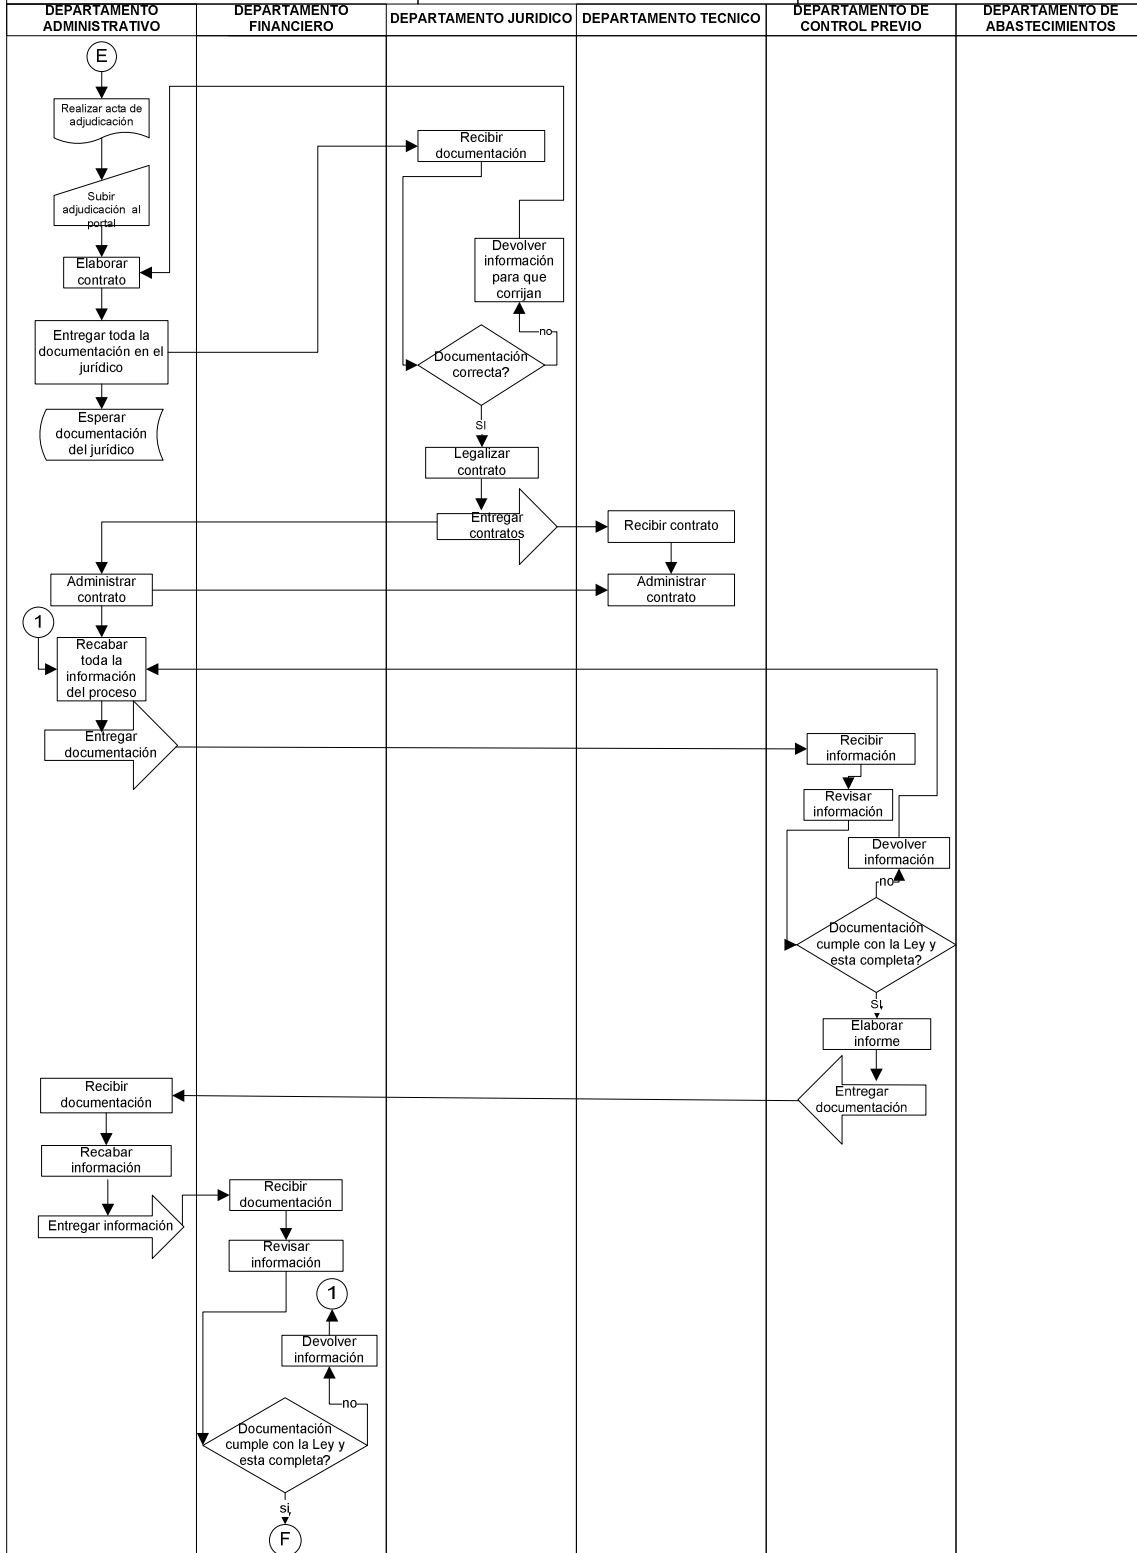 DEPARTAMENTO
ADMINISTRATIVO
DEPARTAMENTO
FINANCIERO
DEPARTAMENTO JURIDICO
DEPARTAMENTO TECNICO
DEPARTAMENTO DE
CONTROL PREVIO
DEPARTAMENTO DE
ABASTECIMIENTOS
E
Realizar acta de
adjudicación
Subir
adjudicación al
portal
Elaborar
contrato
Entregar toda la
documentación en el
jurídico
Esperar
documentación
del jurídico
Recibir
documentación
Devolver
información
para que
corrijan
no
Documentación
correcta?
SI
Legalizar
contrato
Entregar
contratos
Recibir contrato
Administrar
contrato
Administrar
contrato
1
Recabar
toda la
información
del proceso
Entregar
documentación
Recibir
información
Revisar
información
Devolver
información
no
Documentación
cumple con la Ley y
esta completa?
SI,
Elaborar
informe
Entregar
documentación
Recibir
documentación
Recabar
información
Entregar información
Recibir
documentación
Revisar
información
1
Devolver
información
no
Documentación
cumple con la Ley y
esta completa?
si,
F